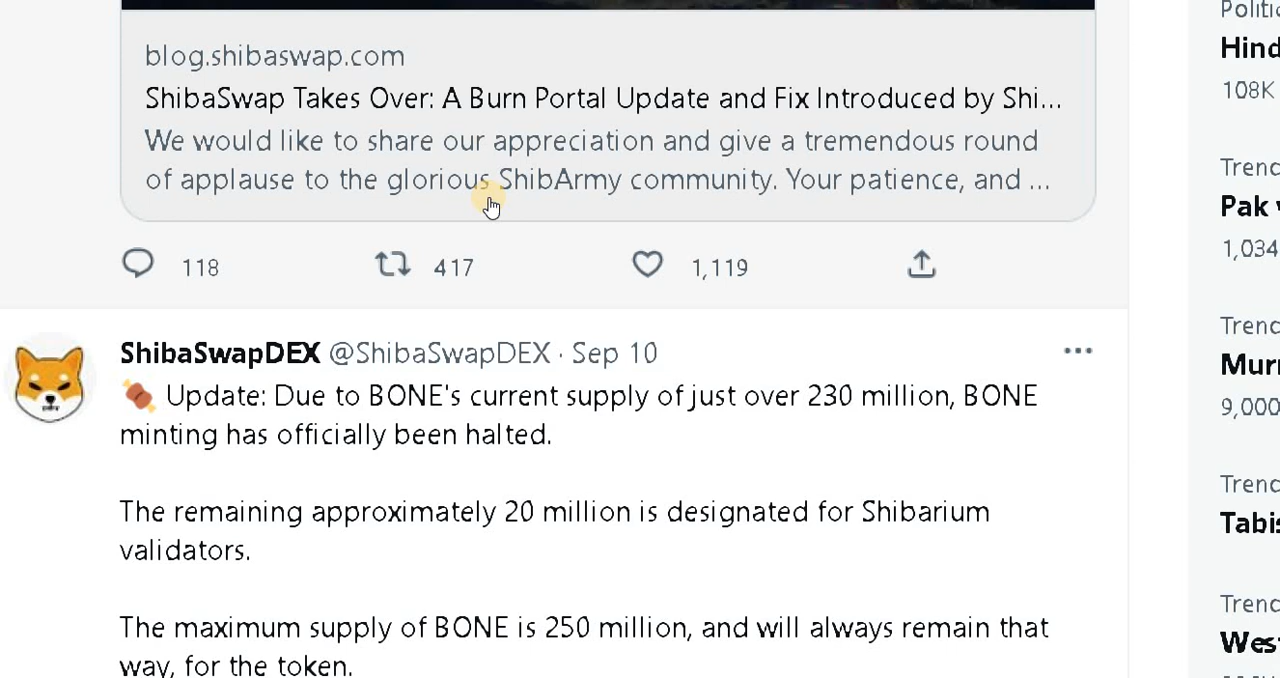 blog.shibaswap.com
ShibaSwap Takes Over: A Burn Portal Update and Fix Introduced by Shi...
We would like to share our appreciation and give a tremendous round
of applause to the glorious ShibArmy community. Your patience, and ...
118 417 1,119
ShibaSwapDEX @ShibaSwapDEX · Sep 10
Update: Due to BONE's current supply of just over 230 million, BONE
minting has officially been halted.
The remaining approximately 20 million is designated for Shibarium
validators.
The maximum supply of BONE is 250 million, and will always remain that
way, for the token.
Politi
Hind
108K
Trenc
Pak
1,034
Trenc
Murr
9,000
Trenc
Tabis
Trenc
West